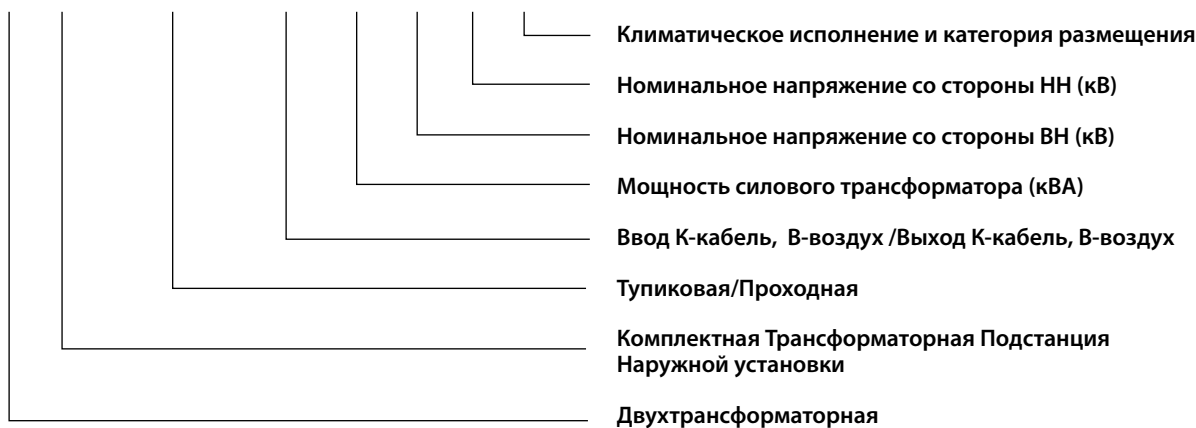 Климатическое исполнение и категория размещения
Номинальное напряжение со стороны НН (кВ)
Номинальное напряжение со стороны ВН (кВ)
Мощность силового трансформатора (кВА)
Ввод К-кабель, В-воздух /Выход К-кабель, В-воздух
Тупиковая/Проходная
Комплектная Трансформаторная Подстанция
Наружной установки
Двухтрансформаторная